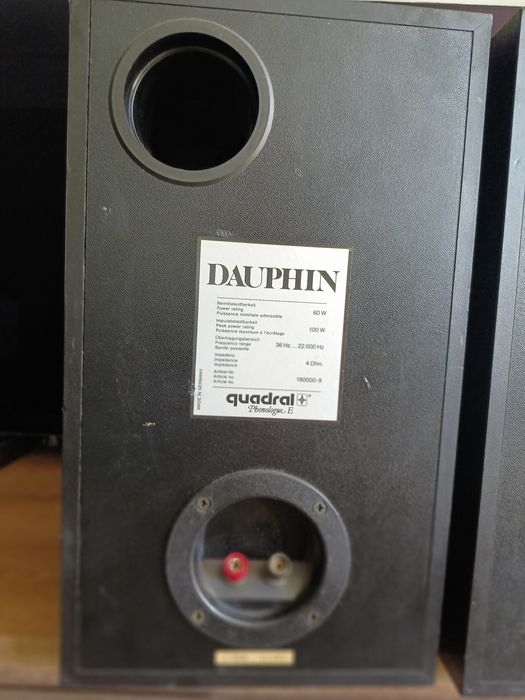 DAUPHIN
Nennbelastbarkeit
Power rating 60 W
Puissance nominale admissible
Impulsbelastbarkeit
Peak power rating 100 W
Puissance maximum à l'écrêtage
Übertragungsbereich
Frequency range 36 Hz ... 22.000 Hz
Bande passante
Impedanz
Impedance 4 Ohm.
Impedance
Artikel-Nr.
Article no. 180000-9
Article no.
MADE IN GERMANY
quadral
Phonologue E